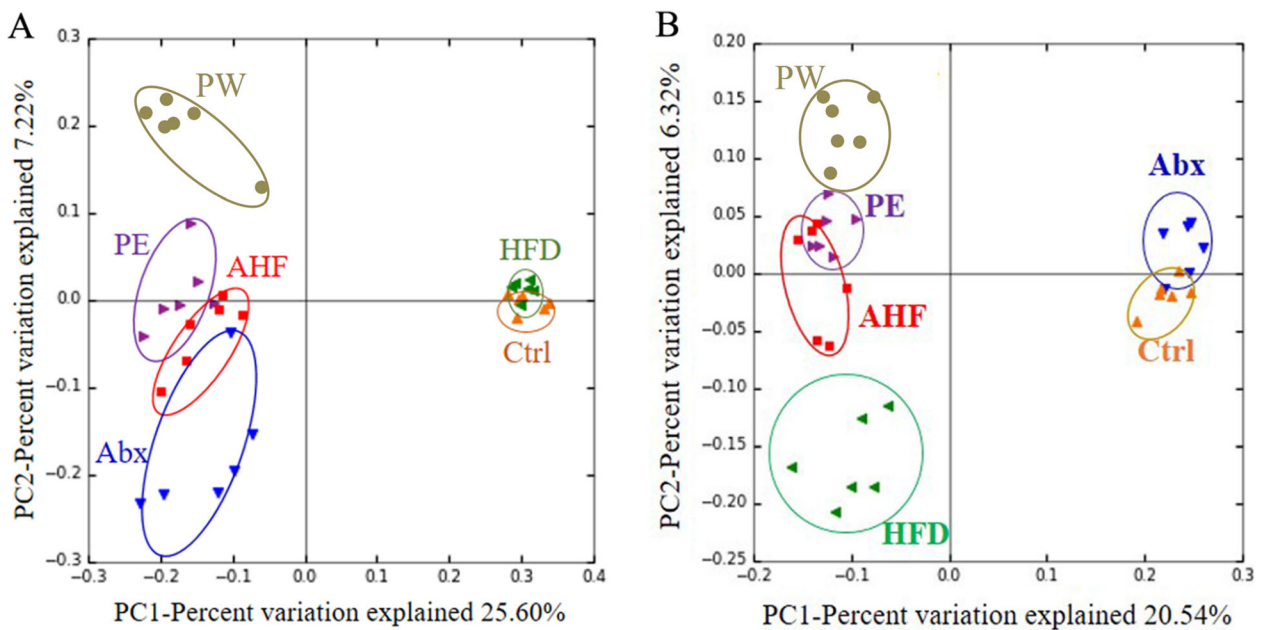 A
PC2-Percent variation explained 7.22%
0.3
0.2
0.1
0.0
−0.1
−0.2
−0.3
−0.3
−0.2
−0.1
0.0
0.1
0.2
0.3
0.4
PW
PE
AHF
HFD
Ctrl
Abx
PC1-Percent variation explained 25.60%
B
PC2-Percent variation explained 6.32%
0.20
0.15
0.10
0.05
0.00
−0.05
−0.10
−0.15
−0.20
−0.25
−0.2
−0.1
0.0
0.1
0.2
0.3
PW
Abx
PE
AHF
Ctrl
HFD
PC1-Percent variation explained 20.54%